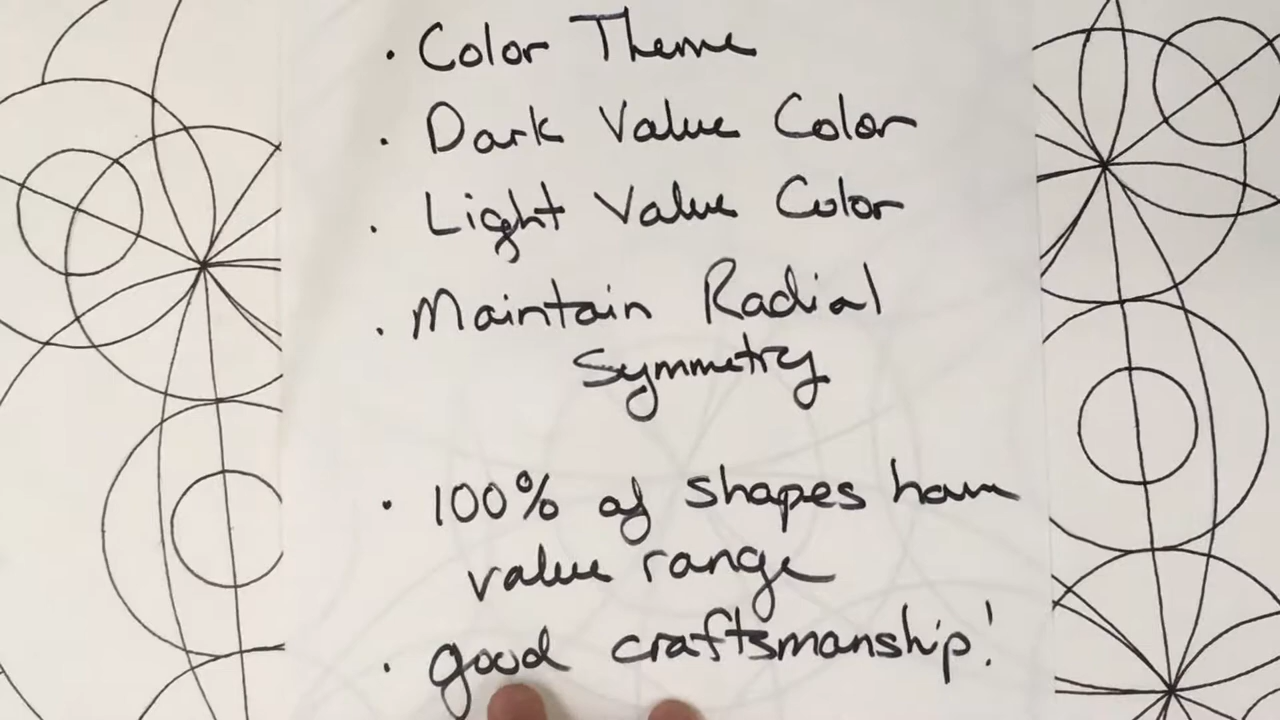 · Color Theme
· Dark Value Color
· Light Value Color
· Maintain Radial
Symmetry
· 100% of shapes have
value range
· good craftsmanship!